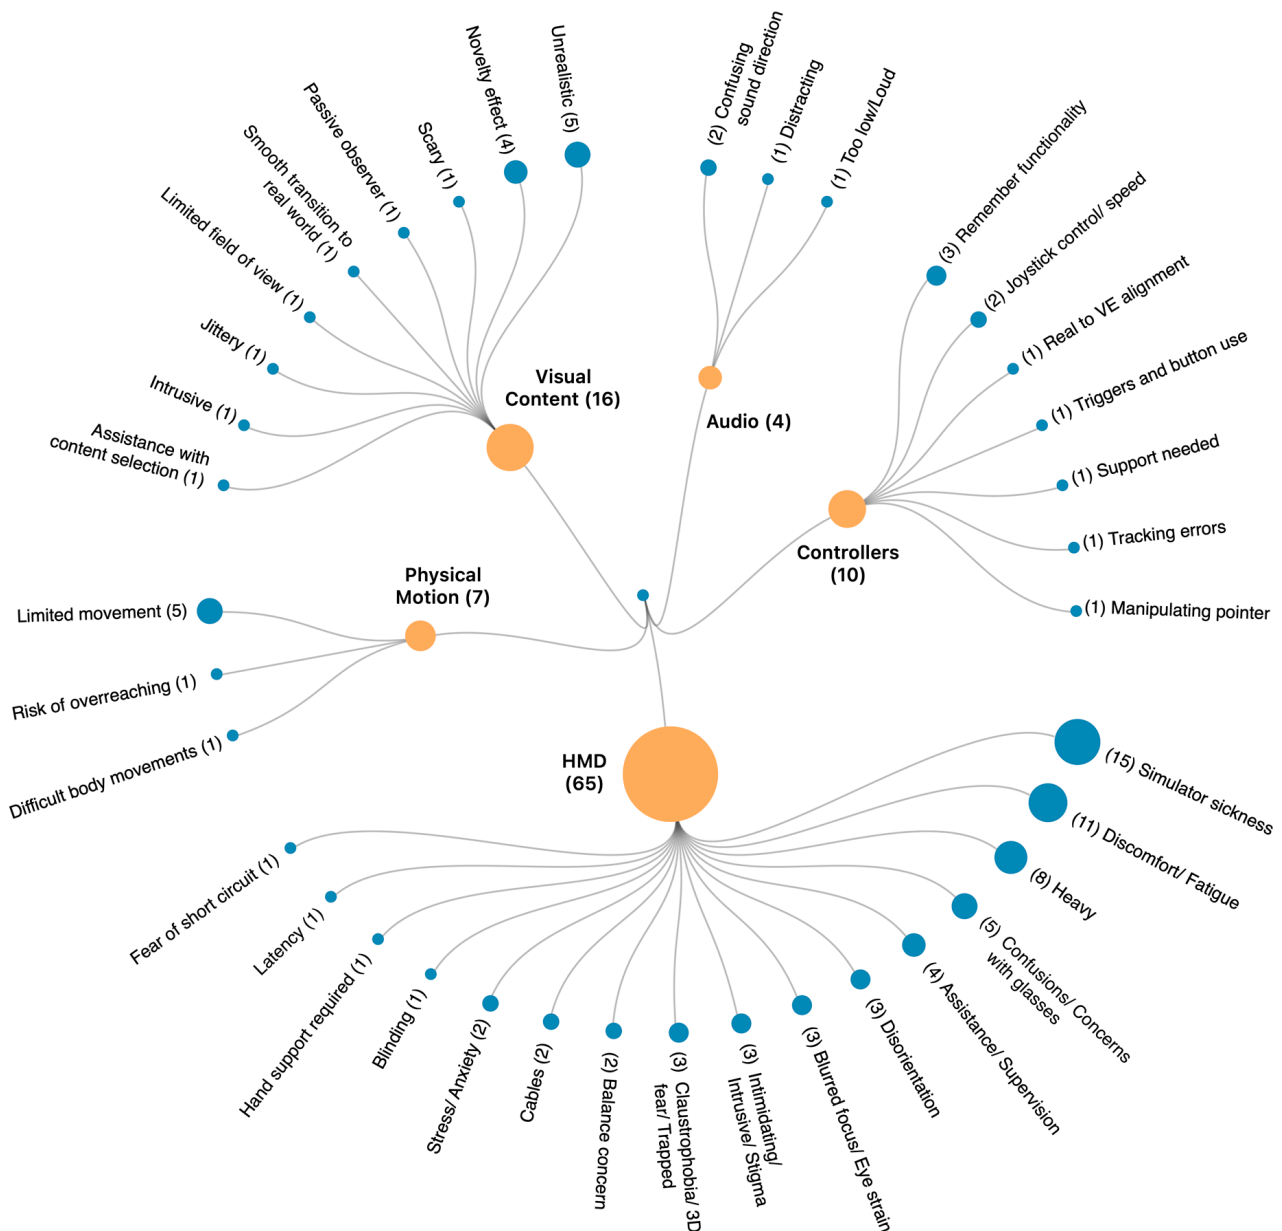 Visual
Content (16)
Unrealistic (5)
Novelty effect (4)
Scary (1)
Passive observer (1)
Smooth transition to
real world (1)
Limited field of view (1)
Jittery (1)
Intrusive (1)
Assistance with
content selection (1)
Audio (4)
(2) Confusing
sound direction
(1) Distracting
(1) Too low/Loud
Controllers
(10)
(3) Remember functionality
(2) Joystick control/ speed
(1) Real to VE alignment
(1) Triggers and button use
(1) Support needed
(1) Tracking errors
(1) Manipulating pointer
Physical
Motion (7)
Limited movement (5)
Risk of overreaching (1)
Difficult body movements (1)
HMD
(65)
(15) Simulator sickness
(11) Discomfort/ Fatigue
(8) Heavy
(5) Confusions/ Concerns
with glasses
(4) Assistance/ Supervision
(3) Disorientation
(3) Blurred focus/ Eye strain
(3) Intimidating/
Intrusive/ Stigma
(3) Claustrophobia/ 3D
fear/ Trapped
(2) Balance concern
Cables (2)
Stress/ Anxiety (2)
Blinding (1)
Hand support required (1)
Latency (1)
Fear of short circuit (1)